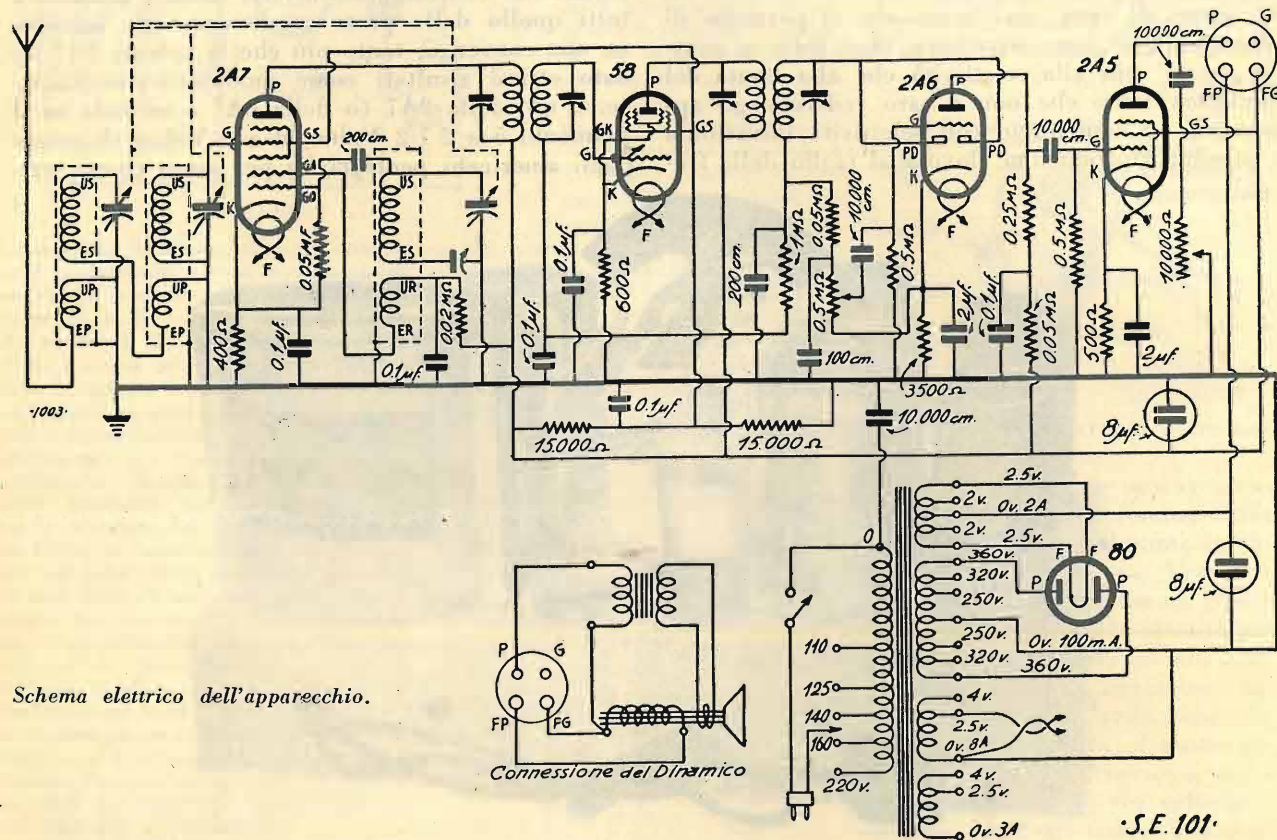 tutti quello dell
P G
10000 cm.
2A7
58
2A6
2A5
P
P
P
P
FP FG
G GS
200 cm.
GK GS
G PD PD
10.000 cm.
GS
GA
GO
G
G
US US US
K
K
K
K
ES ES ES
F
F
F
F
UP UP UR
EP EP ER
0.05 MF
400Ω
0.1 µf.
0.1 µf.
0.02 MΩ
0.1 µf.
0.1 µf.
600Ω
200 cm.
1 MΩ
0.05 MΩ
0.5 MΩ
10.000 cm.
100 cm.
0.5 MΩ
2 µf.
0.1 µf.
0.25 MΩ
0.05 MΩ
0.5 MΩ
500Ω
2 µf.
10000Ω
3500Ω
·1003·
0.1 µf.
15.000Ω
15.000Ω
10.000 cm.
8 µf.
2.5 v.
2 v.
0 v. 2A
2 v.
2.5 v.
360 v.
320 v.
250 v.
250 v.
0 v. 100 m.A.
320 v.
360 v.
4 v.
2.5 v.
0 v. 8A
4 v.
2.5 v.
0 v. 3A
F F 80
P P
8 µf.
0
110
125
140
160
220 v.
P G
FP FG
Schema elettrico dell'apparecchio.
Connessione del Dinamico
·S.E. 101·